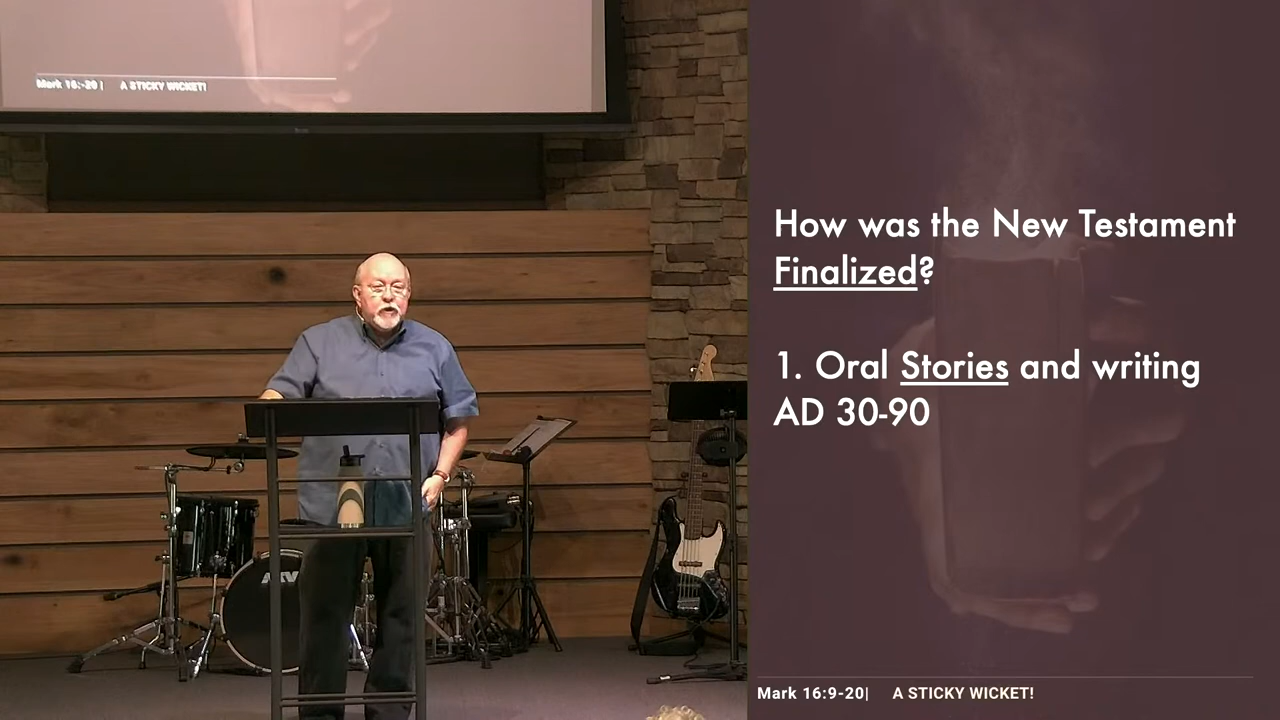 Mark 16:-20 | A STICKY WICKET!
How was the New Testament
Finalized?
1. Oral Stories and writing
AD 30-90
Mark 16:9-20| A STICKY WICKET!